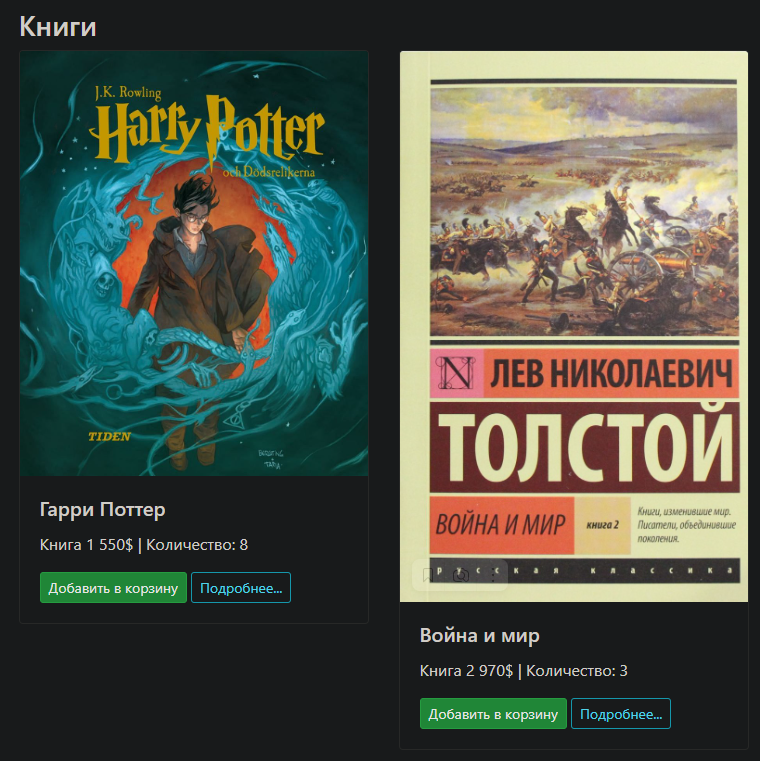 Книги
J.K. Rowling
Harry Potter
och Dödsrelikerna
TIDEN
Гарри Поттер
Книга 1 550$ | Количество: 8
Добавить в корзину
Подробнее...
ЛЕВ НИКОЛАЕВИЧ
ТОЛСТОЙ
ВОЙНА И МИР
книга 2
Книги, изменившие мир.
Писатели, объединившие
поколения.
русская классика
Война и мир
Книга 2 970$ | Количество: 3
Добавить в корзину
Подробнее...